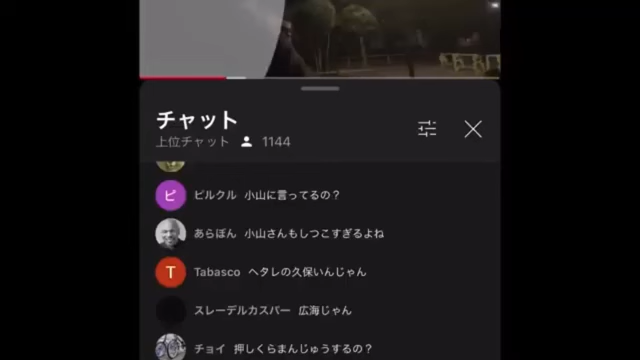 チャット
上位チャット 1144
ピ ピルクル 小山に言ってるの？
あらぽん 小山さんもしつこすぎるよね
T Tabasco ヘタレの久保いんじゃん
スレーデルカスバー 広海じゃん
チョイ 押しくらまんじゅうするの？